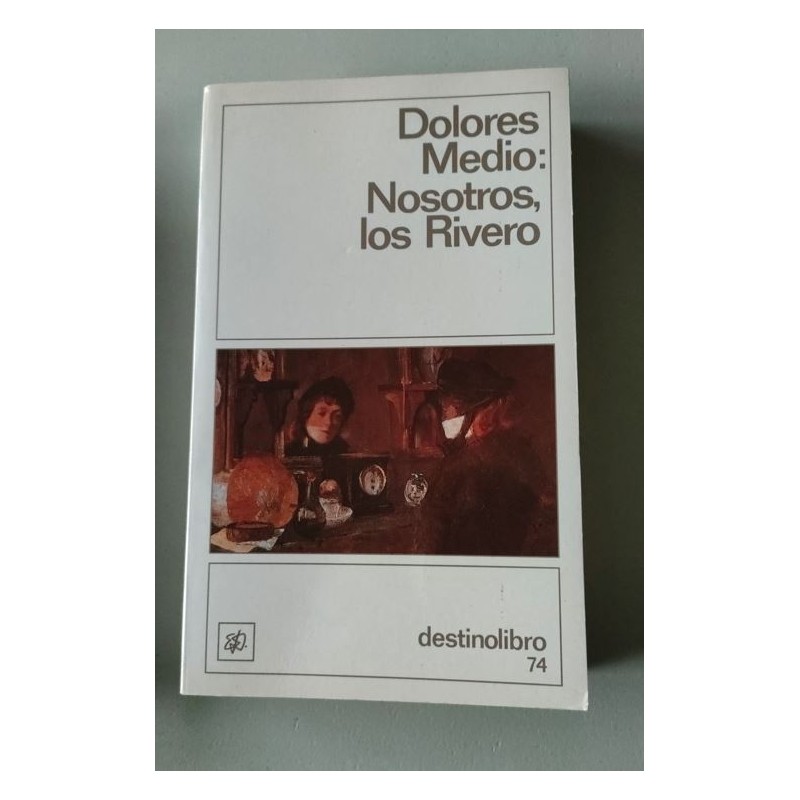 Dolores
Medio:
Nosotros,
los Rivero
destinolibro
74